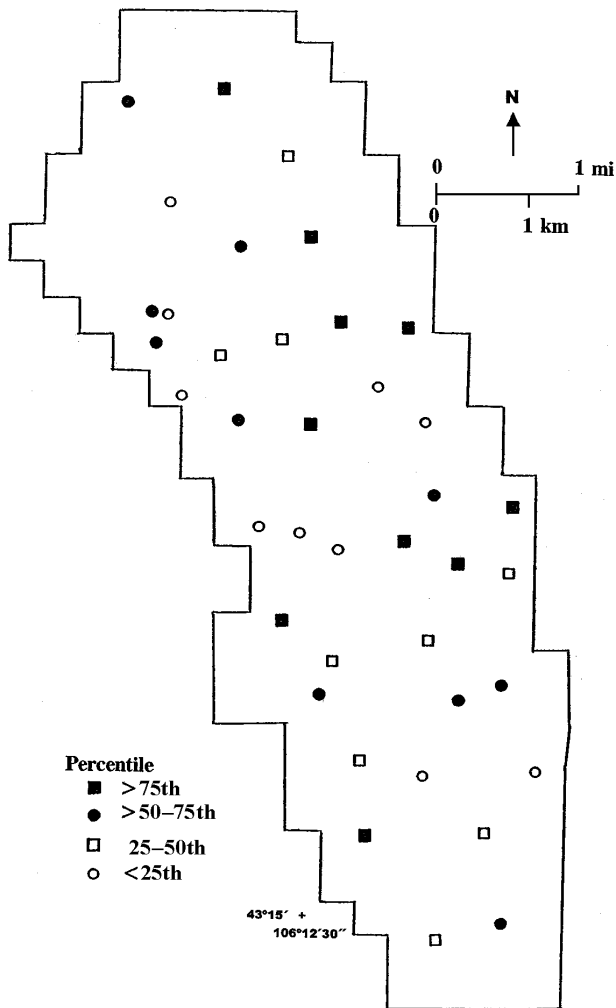 N
0 1 mi
0 1 km
Percentile
>75th
>50–75th
25–50th
<25th
43°15′ +
106°12′30″